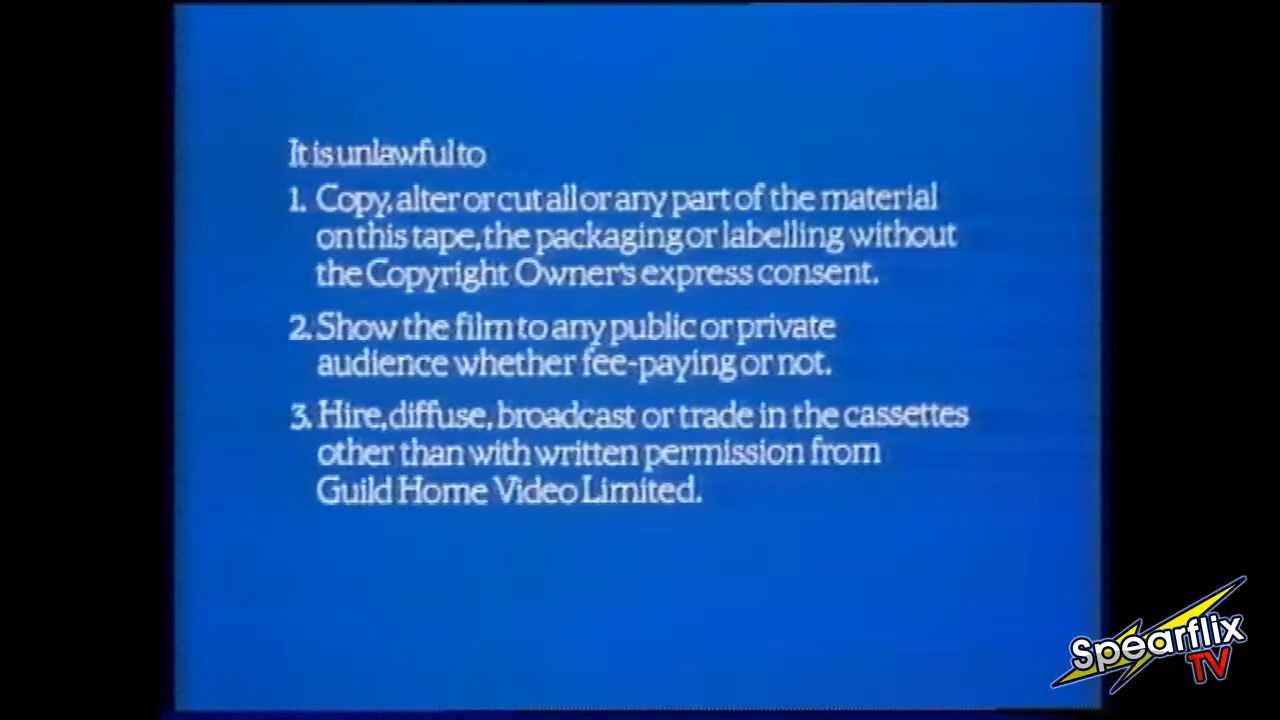 It is unlawful to
1. Copy, alter or cut all or any part of the material
on this tape, the packaging or labelling without
the Copyright Owner's express consent.
2. Show the film to any public or private
audience whether fee-paying or not.
3. Hire, diffuse, broadcast or trade in the cassettes
other than with written permission from
Guild Home Video Limited.
Spearflix
TV